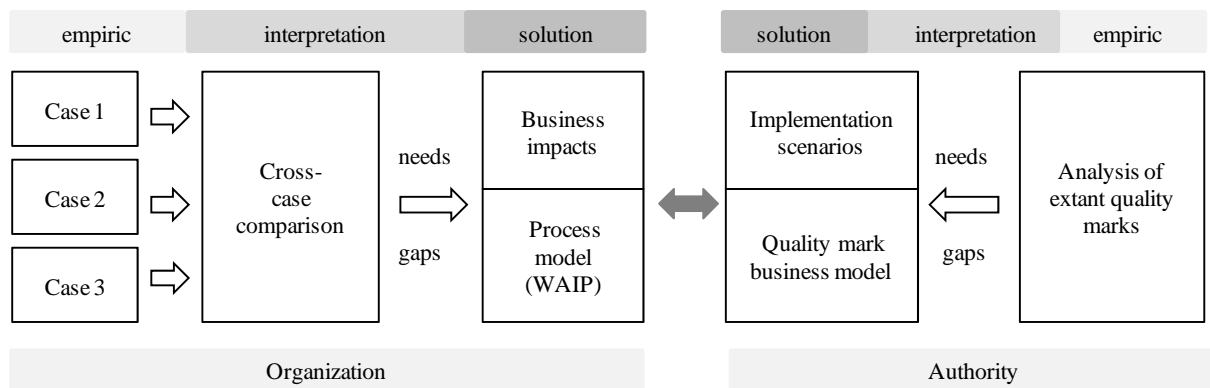 empiric
interpretation
solution
solution
interpretation
empiric
Case 1
Case 2
Case 3
Cross-
case
comparison
needs
gaps
Business
impacts
Process
model
(WAIP)
Implementation
scenarios
Quality mark
business model
needs
gaps
Analysis of
extant quality
marks
Organization
Authority